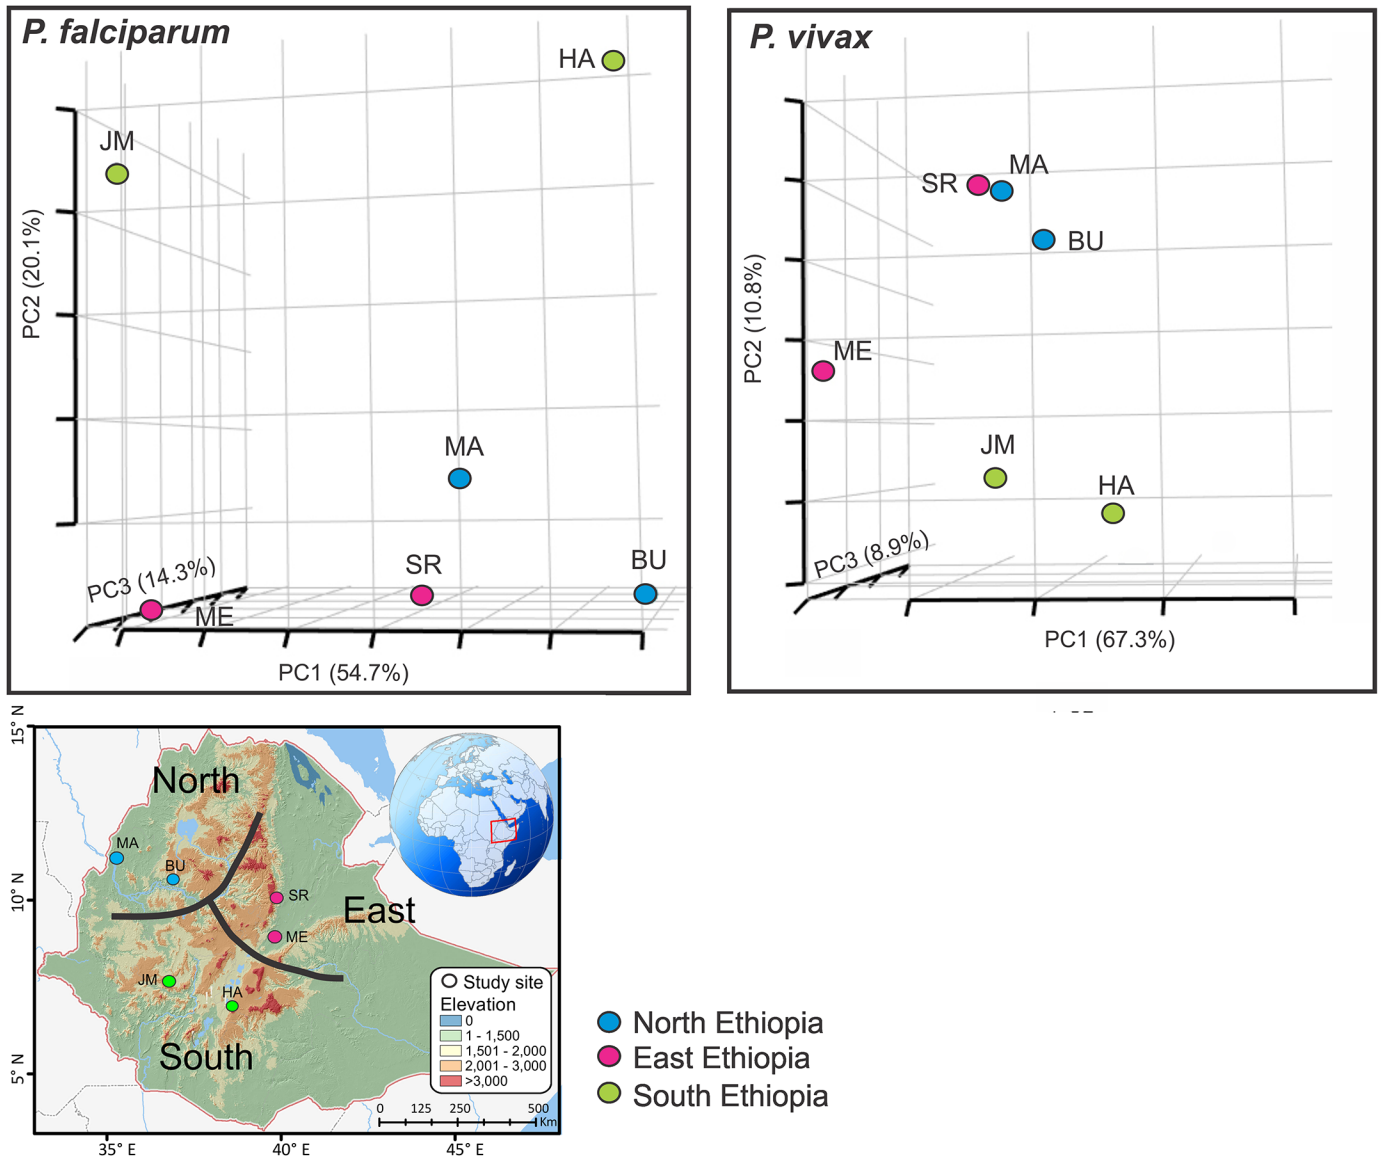 P. falciparum
HA
JM
PC2 (20.1%)
MA
SR
BU
PC3 (14.3%)
ME
PC1 (54.7%)
P. vivax
SR
MA
BU
PC2 (10.8%)
ME
JM
HA
PC3 (8.9%)
PC1 (67.3%)
15° N
10° N
5° N
North
MA
BU
SR
East
ME
JM
HA
South
Study site
Elevation
0
1 - 1,500
1,501 - 2,000
2,001 - 3,000
>3,000
0 125 250 500
Km
35° E 40° E 45° E
North Ethiopia
East Ethiopia
South Ethiopia